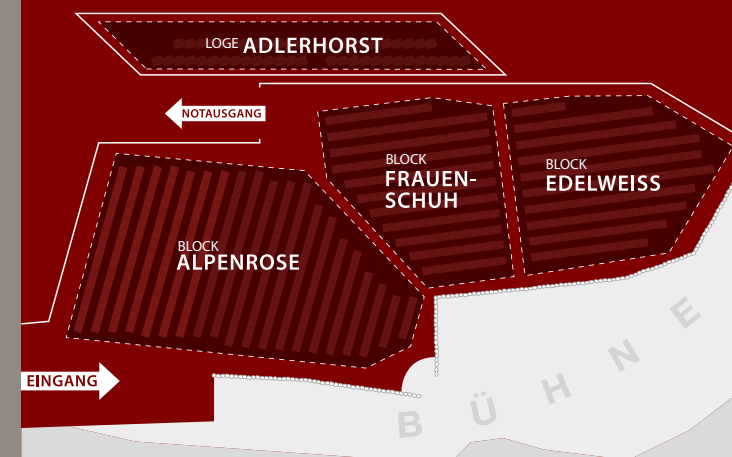 LOGE ADLERHORST
NOTAUSGANG
BLOCK
FRAUEN-
SCHUH
BLOCK
EDELWEISS
BLOCK
ALPENROSE
EINGANG
BÜHNE